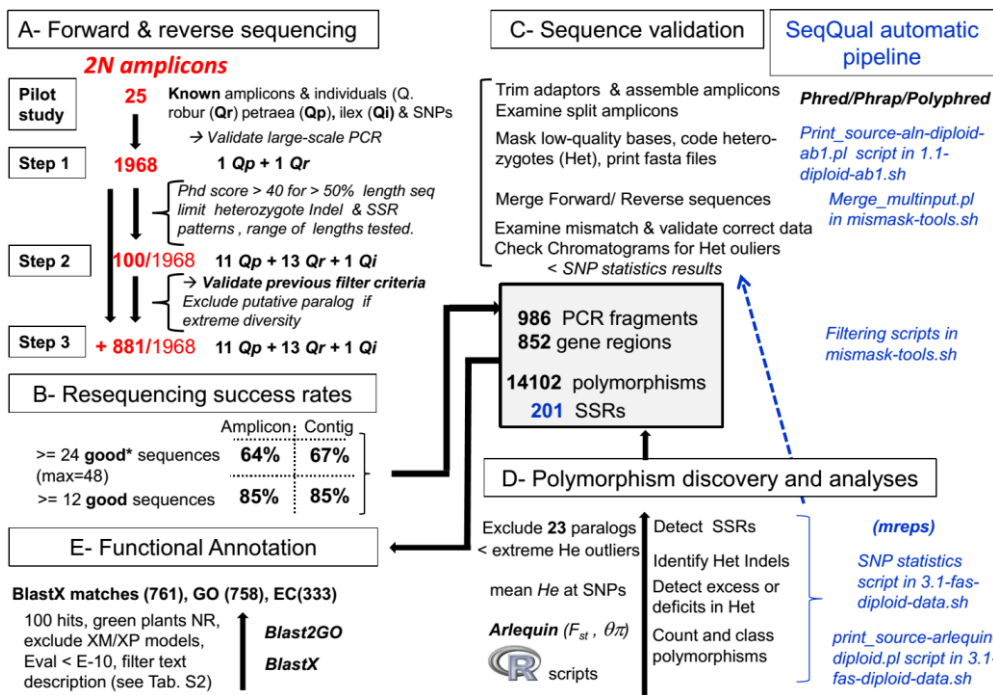 A- Forward & reverse sequencing
2N amplicons
Pilot study
25
Known amplicons & individuals (Q.
robur (Qr) petraea (Qp), ilex (Qi) & SNPs
→ Validate large-scale PCR
Step 1
1968
1 Qp + 1 Qr
Phd score > 40 for > 50% length seq
limit heterozygote Indel & SSR
patterns , range of lengths tested.
Step 2
100/1968
11 Qp + 13 Qr + 1 Qi
→ Validate previous filter criteria
Exclude putative paralog if
extreme diversity
Step 3
+ 881/1968
11 Qp + 13 Qr + 1 Qi
B- Resequencing success rates
Amplicon Contig
>= 24 good* sequences
(max=48)
64% 67%
>= 12 good sequences
85% 85%
E- Functional Annotation
BlastX matches (761), GO (758), EC(333)
100 hits, green plants NR,
exclude XM/XP models,
Eval < E-10, filter text
description (see Tab. S2)
Blast2GO
BlastX
C- Sequence validation
Trim adaptors & assemble amplicons
Examine split amplicons
Mask low-quality bases, code hetero-
zygotes (Het), print fasta files
Merge Forward/ Reverse sequences
Examine mismatch & validate correct data
Check Chromatograms for Het ouliers
< SNP statistics results
SeqQual automatic
pipeline
Phred/Phrap/Polyphred
Print_source-aln-diploid-
ab1.pl script in 1.1-
diploid-ab1.sh
Merge_multinput.pl
in mismask-tools.sh
Filtering scripts in
mismask-tools.sh
986 PCR fragments
852 gene regions
14102 polymorphisms
201 SSRs
D- Polymorphism discovery and analyses
Exclude 23 paralogs
< extreme He outliers
mean He at SNPs
Arlequin (Fst , θπ)
R
scripts
Detect SSRs
Identify Het Indels
Detect excess or
deficits in Het
Count and class
polymorphisms
(mreps)
SNP statistics
script in 3.1-fas-
diploid-data.sh
print_source-arlequin
diploid.pl script in 3.1-
fas-diploid-data.sh